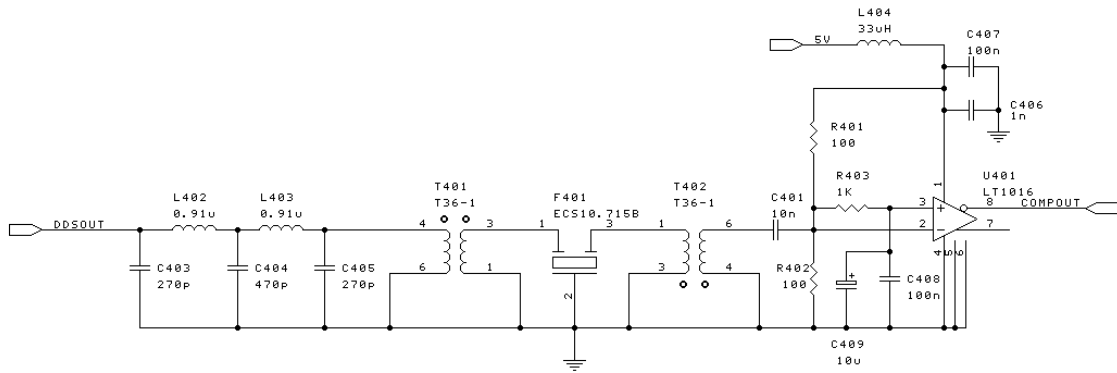 L404
33uH
5V
C407
100n
C406
1n
R401
100
R403
1K
U401
LT1016
1
3
+
2
−
8
COMPOUT
7
4
5
6
T401
T36-1
F401
ECS10.715B
T402
T36-1
C401
10n
L402
0.91u
L403
0.91u
DDSOUT
4
3
1
3
1
6
6
1
2
3
4
C403
270p
C404
470p
C405
270p
R402
100
+
C408
100n
C409
10u